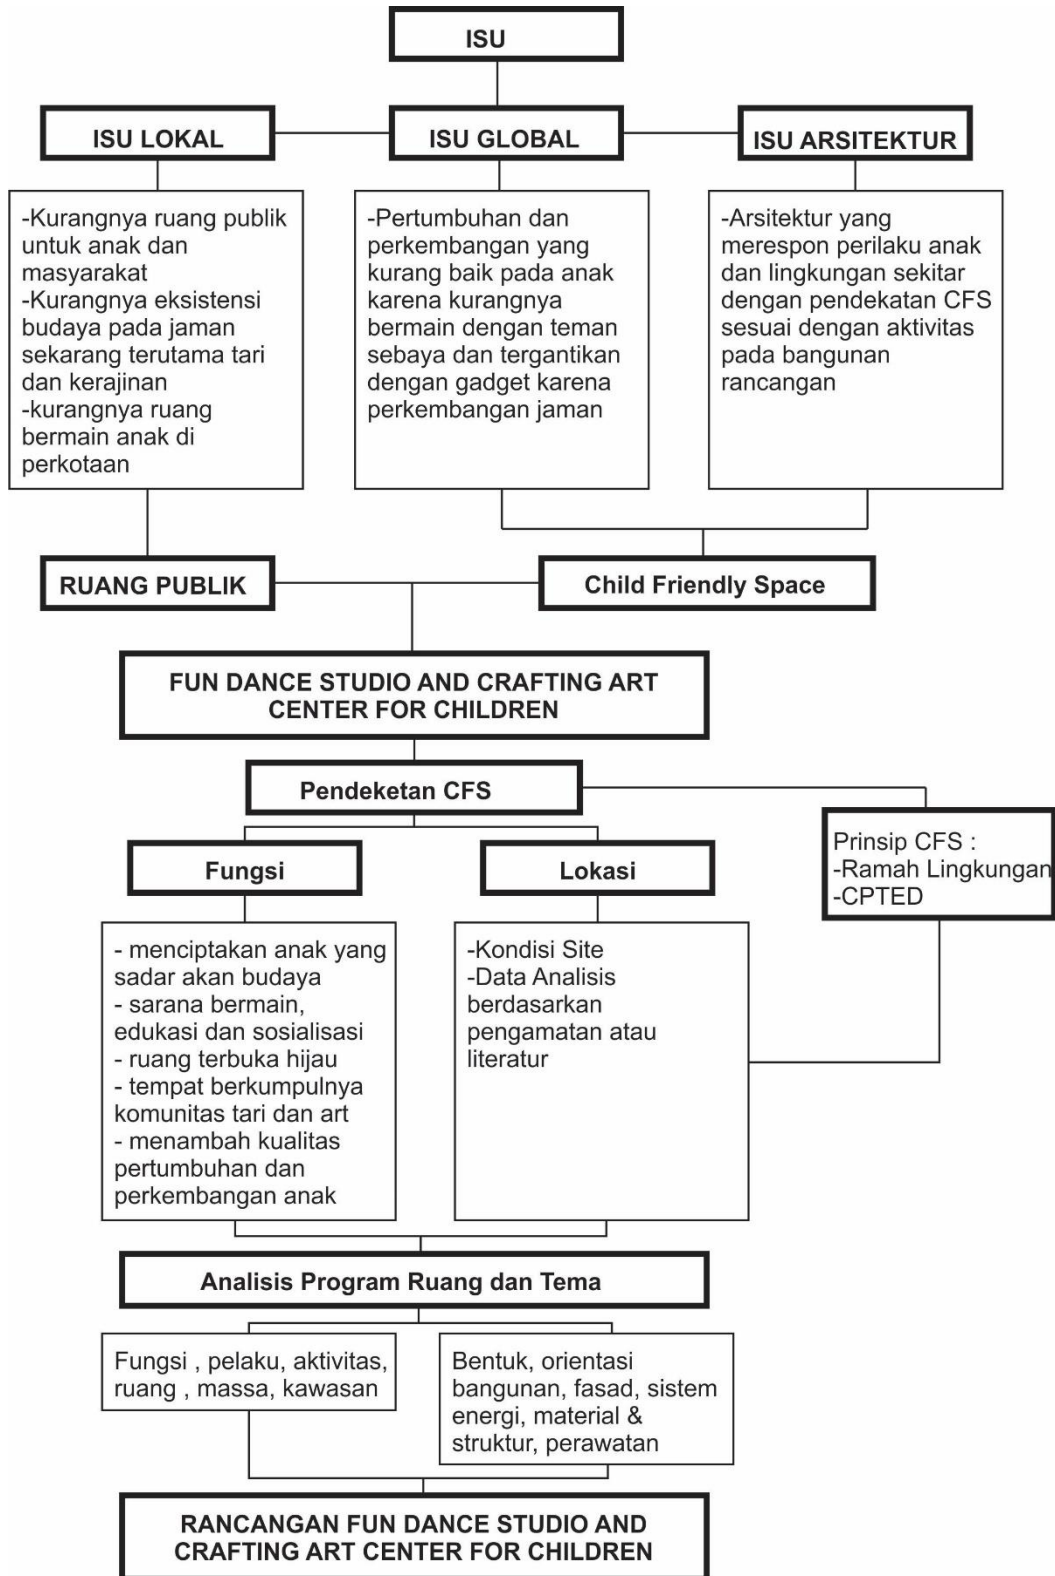 ISU
ISU LOKAL
ISU GLOBAL
ISU ARSITEKTUR
-Kurangnya ruang publik
untuk anak dan
masyarakat
-Kurangnya eksistensi
budaya pada jaman
sekarang terutama tari
dan kerajinan
-kurangnya ruang
bermain anak di
perkotaan
-Pertumbuhan dan
perkembangan yang
kurang baik pada anak
karena kurangnya
bermain dengan teman
sebaya dan tergantikan
dengan gadget karena
perkembangan jaman
-Arsitektur yang
merespon perilaku anak
dan lingkungan sekitar
dengan pendekatan CFS
sesuai dengan aktivitas
pada bangunan
rancangan
RUANG PUBLIK
Child Friendly Space
FUN DANCE STUDIO AND CRAFTING ART
CENTER FOR CHILDREN
Pendeketan CFS
Prinsip CFS :
-Ramah Lingkungan
-CPTED
Fungsi
Lokasi
- menciptakan anak yang
sadar akan budaya
- sarana bermain,
edukasi dan sosialisasi
- ruang terbuka hijau
- tempat berkumpulnya
komunitas tari dan art
- menambah kualitas
pertumbuhan dan
perkembangan anak
-Kondisi Site
-Data Analisis
berdasarkan
pengamatan atau
literatur
Analisis Program Ruang dan Tema
Fungsi , pelaku, aktivitas,
ruang , massa, kawasan
Bentuk, orientasi
bangunan, fasad, sistem
energi, material &
struktur, perawatan
RANCANGAN FUN DANCE STUDIO AND
CRAFTING ART CENTER FOR CHILDREN